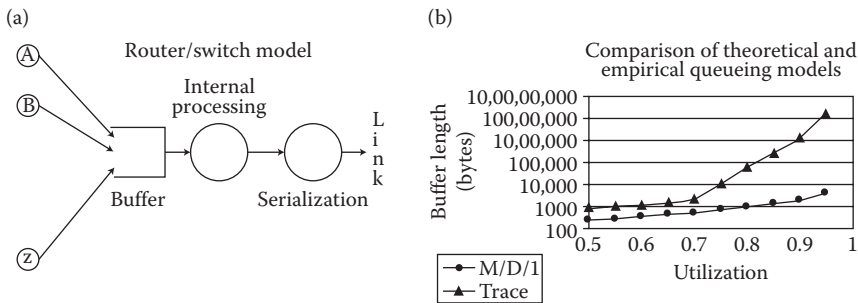 (a)
Router/switch model
A
B
z
Internal
processing
Buffer
Serialization
Link
(b)
Comparison of theoretical and
empirical queueing models
Buffer length
(bytes)
10,00,00,000
100,00,000
1000,000
100,000
10,000
1000
100
0.5
0.6
0.7
0.8
0.9
1
Utilization
M/D/1
Trace